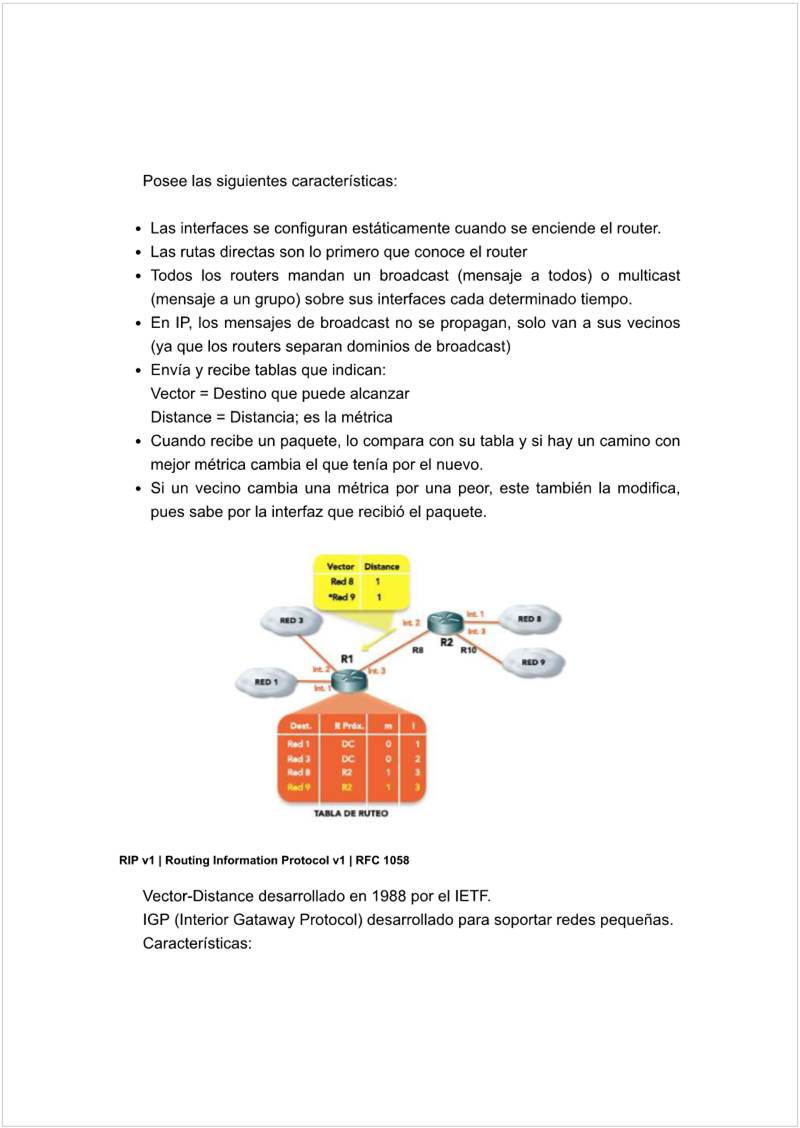 Posee las siguientes características:
• Las interfaces se configuran estáticamente cuando se enciende el router.
• Las rutas directas son lo primero que conoce el router
• Todos los routers mandan un broadcast (mensaje a todos) o multicast
(mensaje a un grupo) sobre sus interfaces cada determinado tiempo.
• En IP, los mensajes de broadcast no se propagan, solo van a sus vecinos
(ya que los routers separan dominios de broadcast)
• Envía y recibe tablas que indican:
Vector = Destino que puede alcanzar
Distance = Distancia; es la métrica
• Cuando recibe un paquete, lo compara con su tabla y si hay un camino con
mejor métrica cambia el que tenía por el nuevo.
• Si un vecino cambia una métrica por una peor, este también la modifica,
pues sabe por la interfaz que recibió el paquete.
Vector Distance
Red 8 1
*Red 9 1
RED 3
Int. 2
Int. 1
RED 8
R2
Int. 3
R8
R10
RED 9
R1
Int. 2
Int. 3
RED 1
Int. 1
Dest. R Próx. m I
Red 1 DC 0 1
Red 3 DC 0 2
Red 8 R2 1 3
Red 9 R2 1 3
TABLA DE RUTEO
RIP v1 | Routing Information Protocol v1 | RFC 1058
Vector-Distance desarrollado en 1988 por el IETF.
IGP (Interior Gataway Protocol) desarrollado para soportar redes pequeñas.
Características: